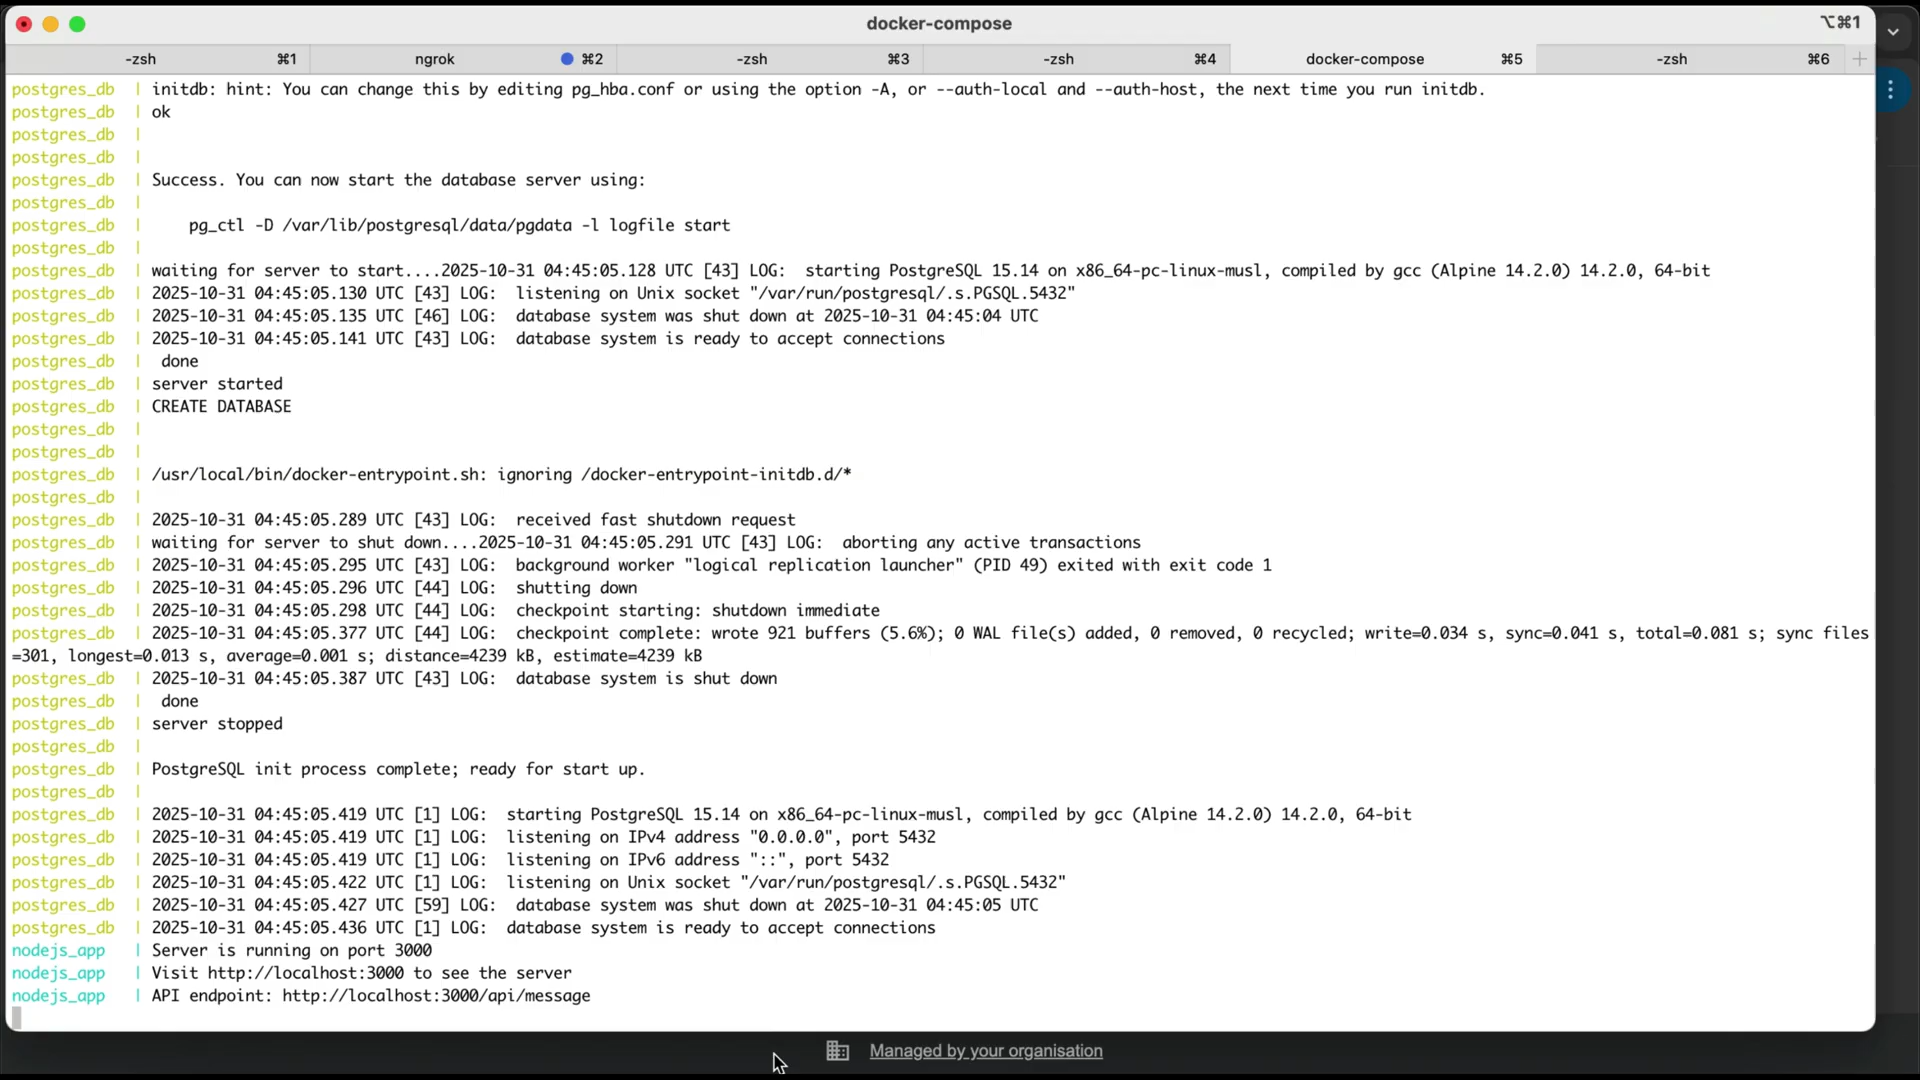 docker-compose
⌥⌘1
-zsh ⌘1 ngrok ⌘2 -zsh ⌘3 -zsh ⌘4 docker-compose ⌘5 -zsh ⌘6
postgres_db | initdb: hint: You can change this by editing pg_hba.conf or using the option -A, or --auth-local and --auth-host, the next time you run initdb.
postgres_db | ok
postgres_db |
postgres_db |
postgres_db | Success. You can now start the database server using:
postgres_db |
postgres_db |     pg_ctl -D /var/lib/postgresql/data/pgdata -l logfile start
postgres_db |
postgres_db | waiting for server to start....2025-10-31 04:45:05.128 UTC [43] LOG:  starting PostgreSQL 15.14 on x86_64-pc-linux-musl, compiled by gcc (Alpine 14.2.0) 14.2.0, 64-bit
postgres_db | 2025-10-31 04:45:05.130 UTC [43] LOG:  listening on Unix socket "/var/run/postgresql/.s.PGSQL.5432"
postgres_db | 2025-10-31 04:45:05.135 UTC [46] LOG:  database system was shut down at 2025-10-31 04:45:04 UTC
postgres_db | 2025-10-31 04:45:05.141 UTC [43] LOG:  database system is ready to accept connections
postgres_db |  done
postgres_db | server started
postgres_db | CREATE DATABASE
postgres_db |
postgres_db |
postgres_db | /usr/local/bin/docker-entrypoint.sh: ignoring /docker-entrypoint-initdb.d/*
postgres_db |
postgres_db | 2025-10-31 04:45:05.289 UTC [43] LOG:  received fast shutdown request
postgres_db | waiting for server to shut down....2025-10-31 04:45:05.291 UTC [43] LOG:  aborting any active transactions
postgres_db | 2025-10-31 04:45:05.295 UTC [43] LOG:  background worker "logical replication launcher" (PID 49) exited with exit code 1
postgres_db | 2025-10-31 04:45:05.296 UTC [44] LOG:  shutting down
postgres_db | 2025-10-31 04:45:05.298 UTC [44] LOG:  checkpoint starting: shutdown immediate
postgres_db | 2025-10-31 04:45:05.377 UTC [44] LOG:  checkpoint complete: wrote 921 buffers (5.6%); 0 WAL file(s) added, 0 removed, 0 recycled; write=0.034 s, sync=0.041 s, total=0.081 s; sync files
=301, longest=0.013 s, average=0.001 s; distance=4239 kB, estimate=4239 kB
postgres_db | 2025-10-31 04:45:05.387 UTC [43] LOG:  database system is shut down
postgres_db |  done
postgres_db | server stopped
postgres_db |
postgres_db | PostgreSQL init process complete; ready for start up.
postgres_db |
postgres_db | 2025-10-31 04:45:05.419 UTC [1] LOG:  starting PostgreSQL 15.14 on x86_64-pc-linux-musl, compiled by gcc (Alpine 14.2.0) 14.2.0, 64-bit
postgres_db | 2025-10-31 04:45:05.419 UTC [1] LOG:  listening on IPv4 address "0.0.0.0", port 5432
postgres_db | 2025-10-31 04:45:05.419 UTC [1] LOG:  listening on IPv6 address "::", port 5432
postgres_db | 2025-10-31 04:45:05.422 UTC [1] LOG:  listening on Unix socket "/var/run/postgresql/.s.PGSQL.5432"
postgres_db | 2025-10-31 04:45:05.427 UTC [59] LOG:  database system was shut down at 2025-10-31 04:45:05 UTC
postgres_db | 2025-10-31 04:45:05.436 UTC [1] LOG:  database system is ready to accept connections
nodejs_app | Server is running on port 3000
nodejs_app | Visit http://localhost:3000 to see the server
nodejs_app | API endpoint: http://localhost:3000/api/message
Managed by your organisation